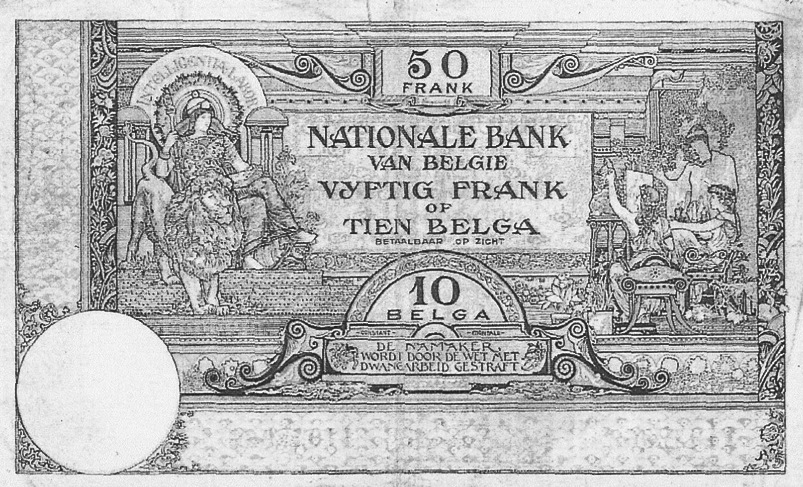 50
FRANK
INTELLIGENTIA·LABOR
NATIONALE BANK
VAN BELGIE
VYFTIG FRANK
OF
TIEN BELGA
BETAALBAAR OP ZICHT
10
BELGA
DE NAMAKER,
WORDT DOOR DE WET MET
DWANGARBEID GESTRAFT